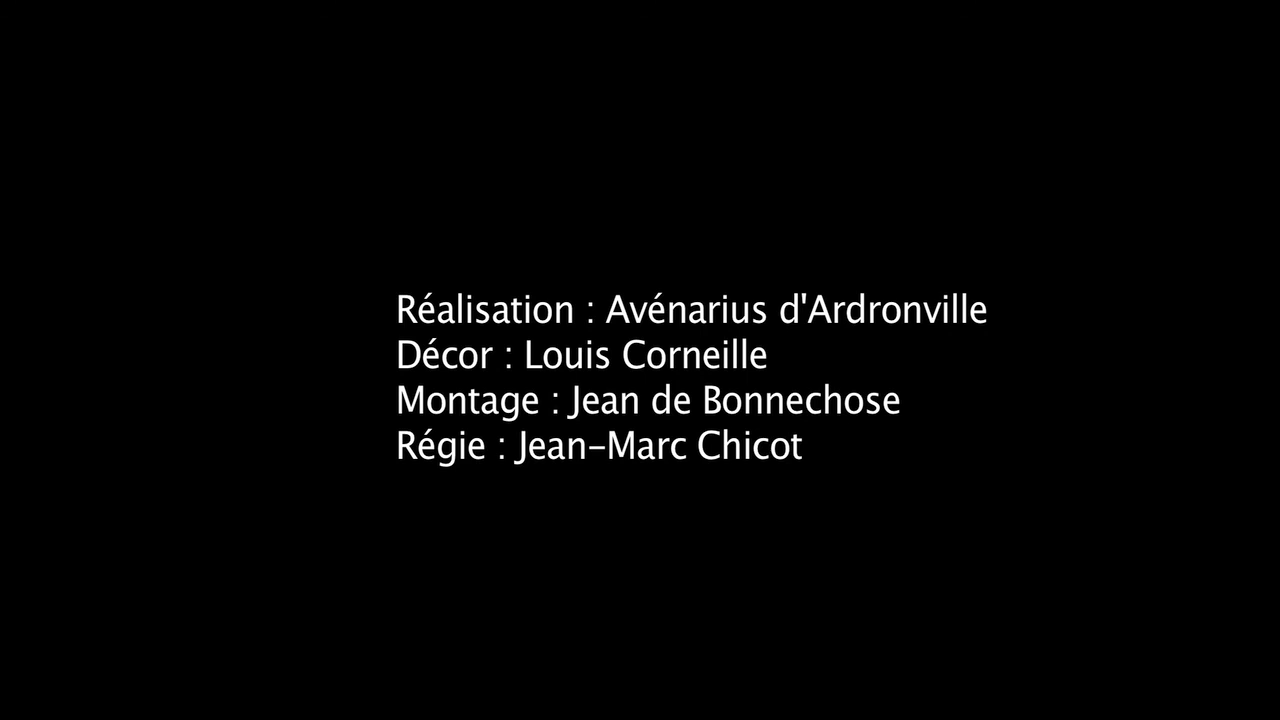 Réalisation : Avénarius d'Ardronville
Décor : Louis Corneille
Montage : Jean de Bonnechose
Régie : Jean-Marc Chicot